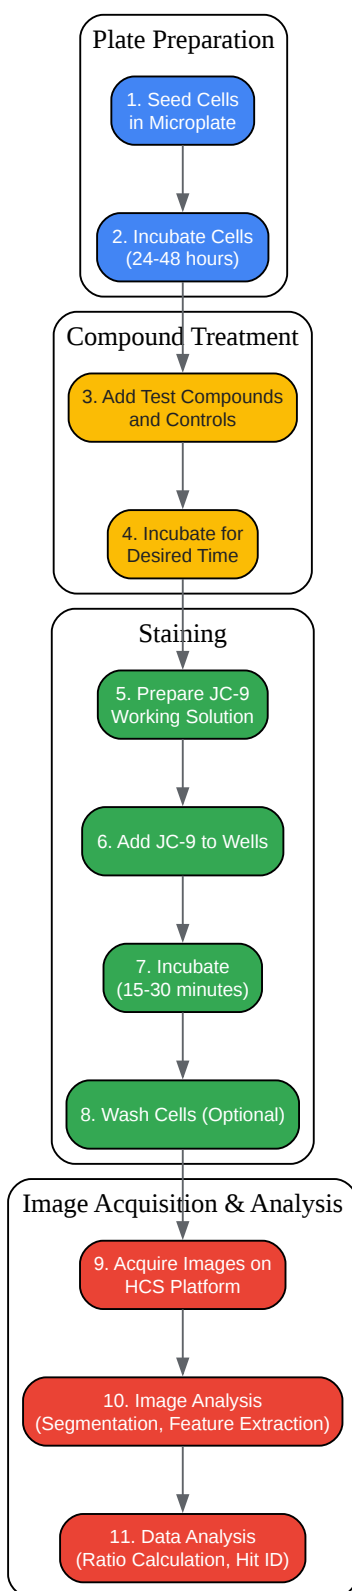 Plate Preparation
1. Seed Cells
in Microplate
2. Incubate Cells
(24-48 hours)
Compound Treatment
3. Add Test Compounds
and Controls
4. Incubate for
Desired Time
Staining
5. Prepare JC-9
Working Solution
6. Add JC-9 to Wells
7. Incubate
(15-30 minutes)
8. Wash Cells (Optional)
Image Acquisition & Analysis
9. Acquire Images on
HCS Platform
10. Image Analysis
(Segmentation, Feature Extraction)
11. Data Analysis
(Ratio Calculation, Hit ID)